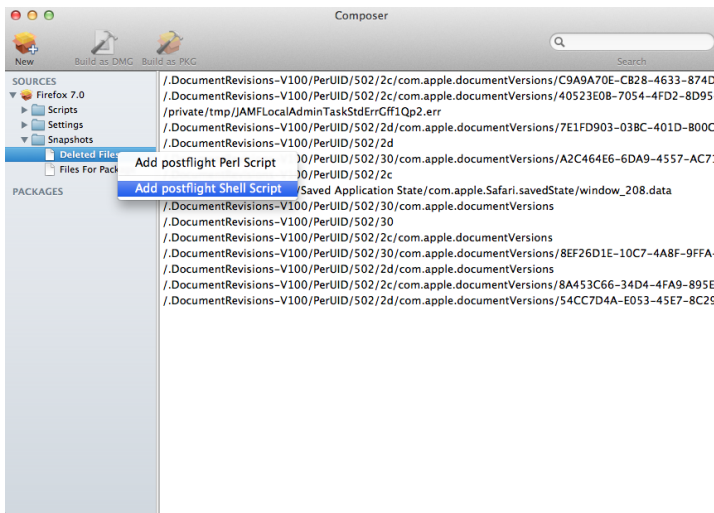 Composer
New
Build as DMG
Build as PKG
Search
SOURCES
Firefox 7.0
Scripts
Settings
Snapshots
Deleted Files
Files For Pack
PACKAGES
Add postflight Perl Script
Add postflight Shell Script
/.DocumentRevisions-V100/PerUID/502/2c/com.apple.documentVersions/C9A9A70E-CB28-4633-874D
/.DocumentRevisions-V100/PerUID/502/2c/com.apple.documentVersions/40523E0B-7054-4FD2-8D95
/private/tmp/JAMFLocalAdminTaskStdErrGff1Qp2.err
/.DocumentRevisions-V100/PerUID/502/2d/com.apple.documentVersions/7E1FD903-03BC-401D-B00C
/.DocumentRevisions-V100/PerUID/502/2d
00/PerUID/502/30/com.apple.documentVersions/A2C464E6-6DA9-4557-AC71
00/PerUID/502/2c
/Saved Application State/com.apple.Safari.savedState/window_208.data
/.DocumentRevisions-V100/PerUID/502/30/com.apple.documentVersions
/.DocumentRevisions-V100/PerUID/502/30
/.DocumentRevisions-V100/PerUID/502/2c/com.apple.documentVersions
/.DocumentRevisions-V100/PerUID/502/30/com.apple.documentVersions/8EF26D1E-10C7-4A8F-9FFA-
/.DocumentRevisions-V100/PerUID/502/2d/com.apple.documentVersions
/.DocumentRevisions-V100/PerUID/502/2c/com.apple.documentVersions/8A453C66-34D4-4FA9-895E
/.DocumentRevisions-V100/PerUID/502/2d/com.apple.documentVersions/54CC7D4A-E053-45E7-8C29